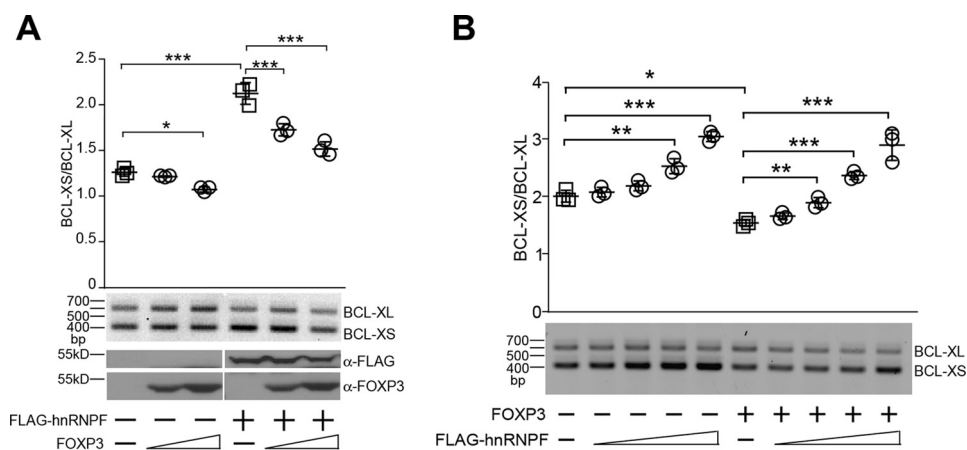 A
B
***
***
***
*
BCL-XS/BCL-XL
2.5
2.0
1.5
1.0
0.5
0
700
500
400
bp
BCL-XL
BCL-XS
55kD
α-FLAG
55kD
α-FOXP3
FLAG-hnRNPF − − − + + +
FOXP3 − −
*
***
**
***
***
**
BCL-XS/BCL-XL
4
3
2
1
0
700
500
400
bp
BCL-XL
BCL-XS
FOXP3 − − − − − + + + + +
FLAG-hnRNPF − −